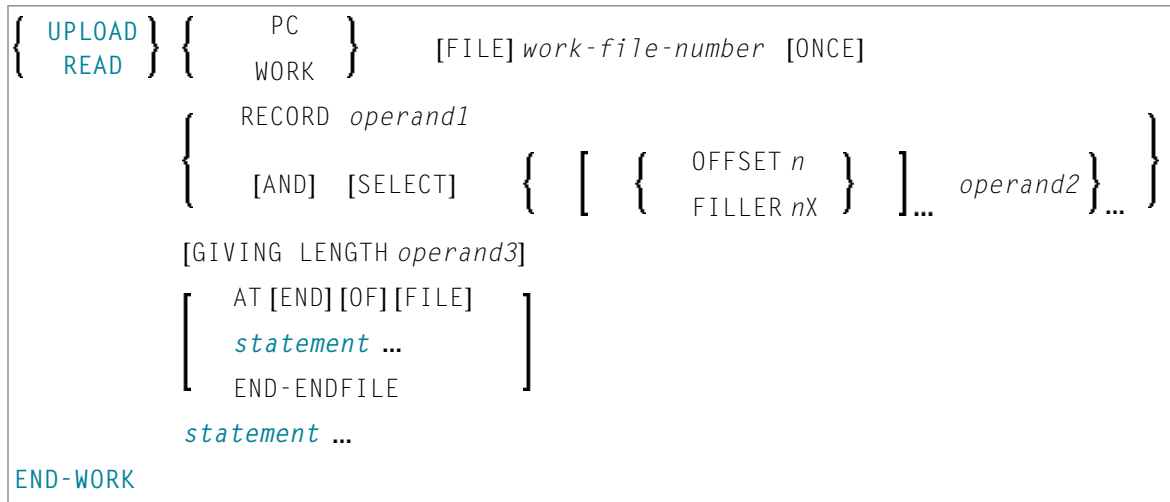 { UPLOAD } { PC } [FILE] work-file-number [ONCE]
READ WORK
{ RECORD operand1 }
[AND] [SELECT] { [ { OFFSET n } ]... operand2 }...
FILLER nX
[GIVING LENGTH operand3]
[ AT [END] [OF] [FILE] ]
statement ...
END-ENDFILE
statement ...
END-WORK